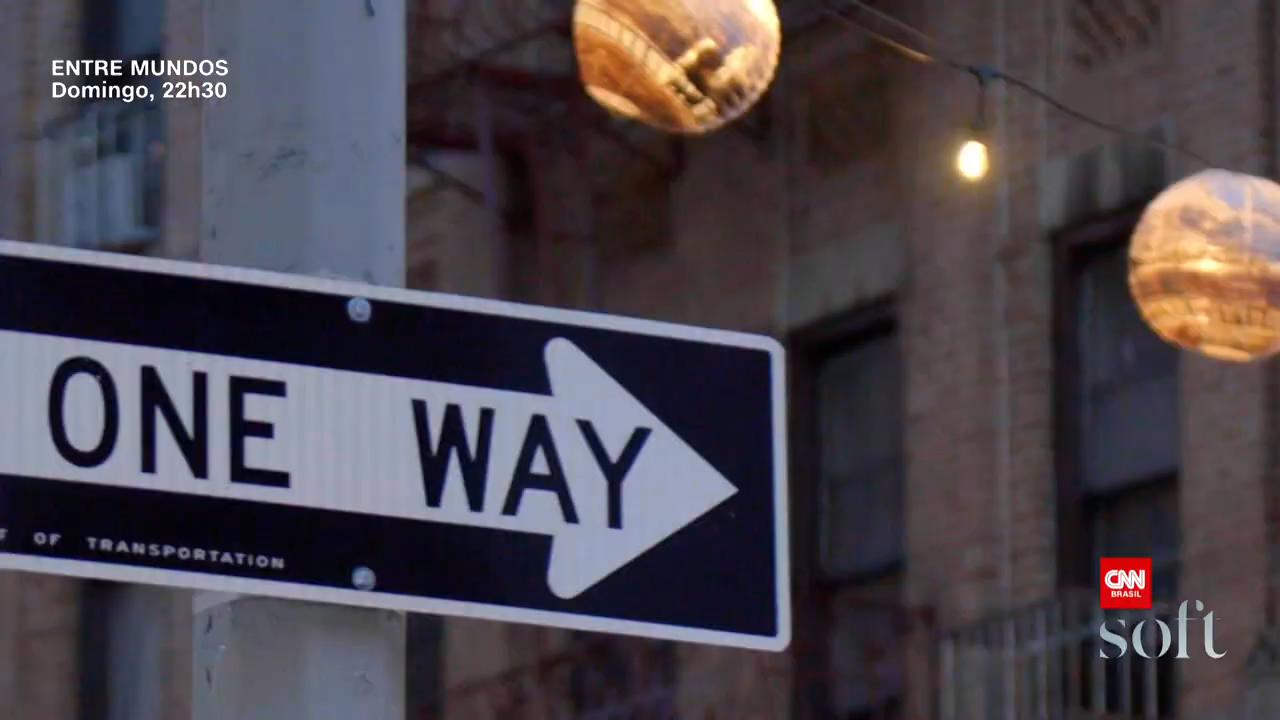 ENTRE MUNDOS
Domingo, 22h30
ONE WAY
OF TRANSPORTATION
CNN
BRASIL
soft